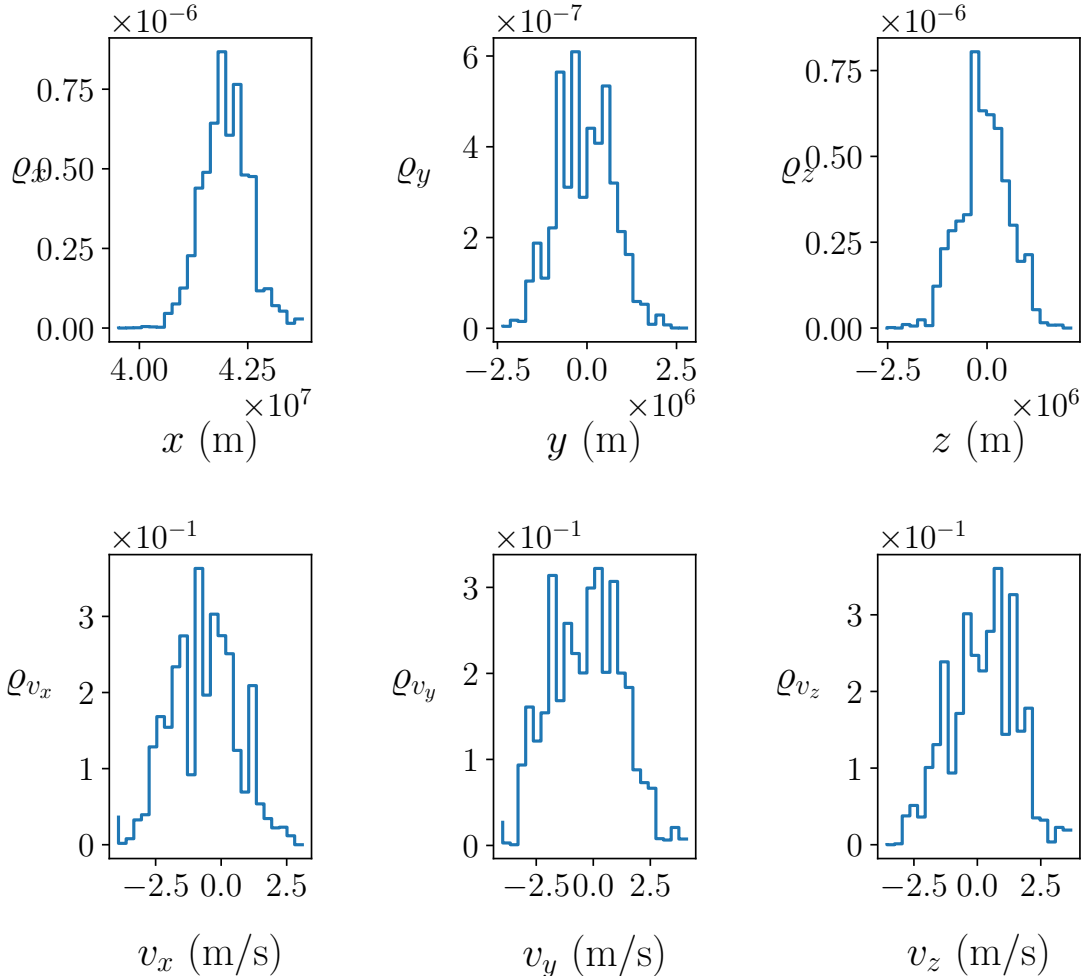 ×10⁻⁶
0.75
0.50
0.25
0.00
ϱₓ
4.00 4.25
×10⁷
x (m)
×10⁻⁷
6
4
2
0
ϱ_y
−2.5 0.0 2.5
×10⁶
y (m)
×10⁻⁶
0.75
0.50
0.25
0.00
ϱ_z
−2.5 0.0
×10⁶
z (m)
×10⁻¹
3
2
1
0
ϱ_{v_x}
−2.5 0.0 2.5
v_x (m/s)
×10⁻¹
3
2
1
0
ϱ_{v_y}
−2.5 0.0 2.5
v_y (m/s)
×10⁻¹
3
2
1
0
ϱ_{v_z}
−2.5 0.0 2.5
v_z (m/s)